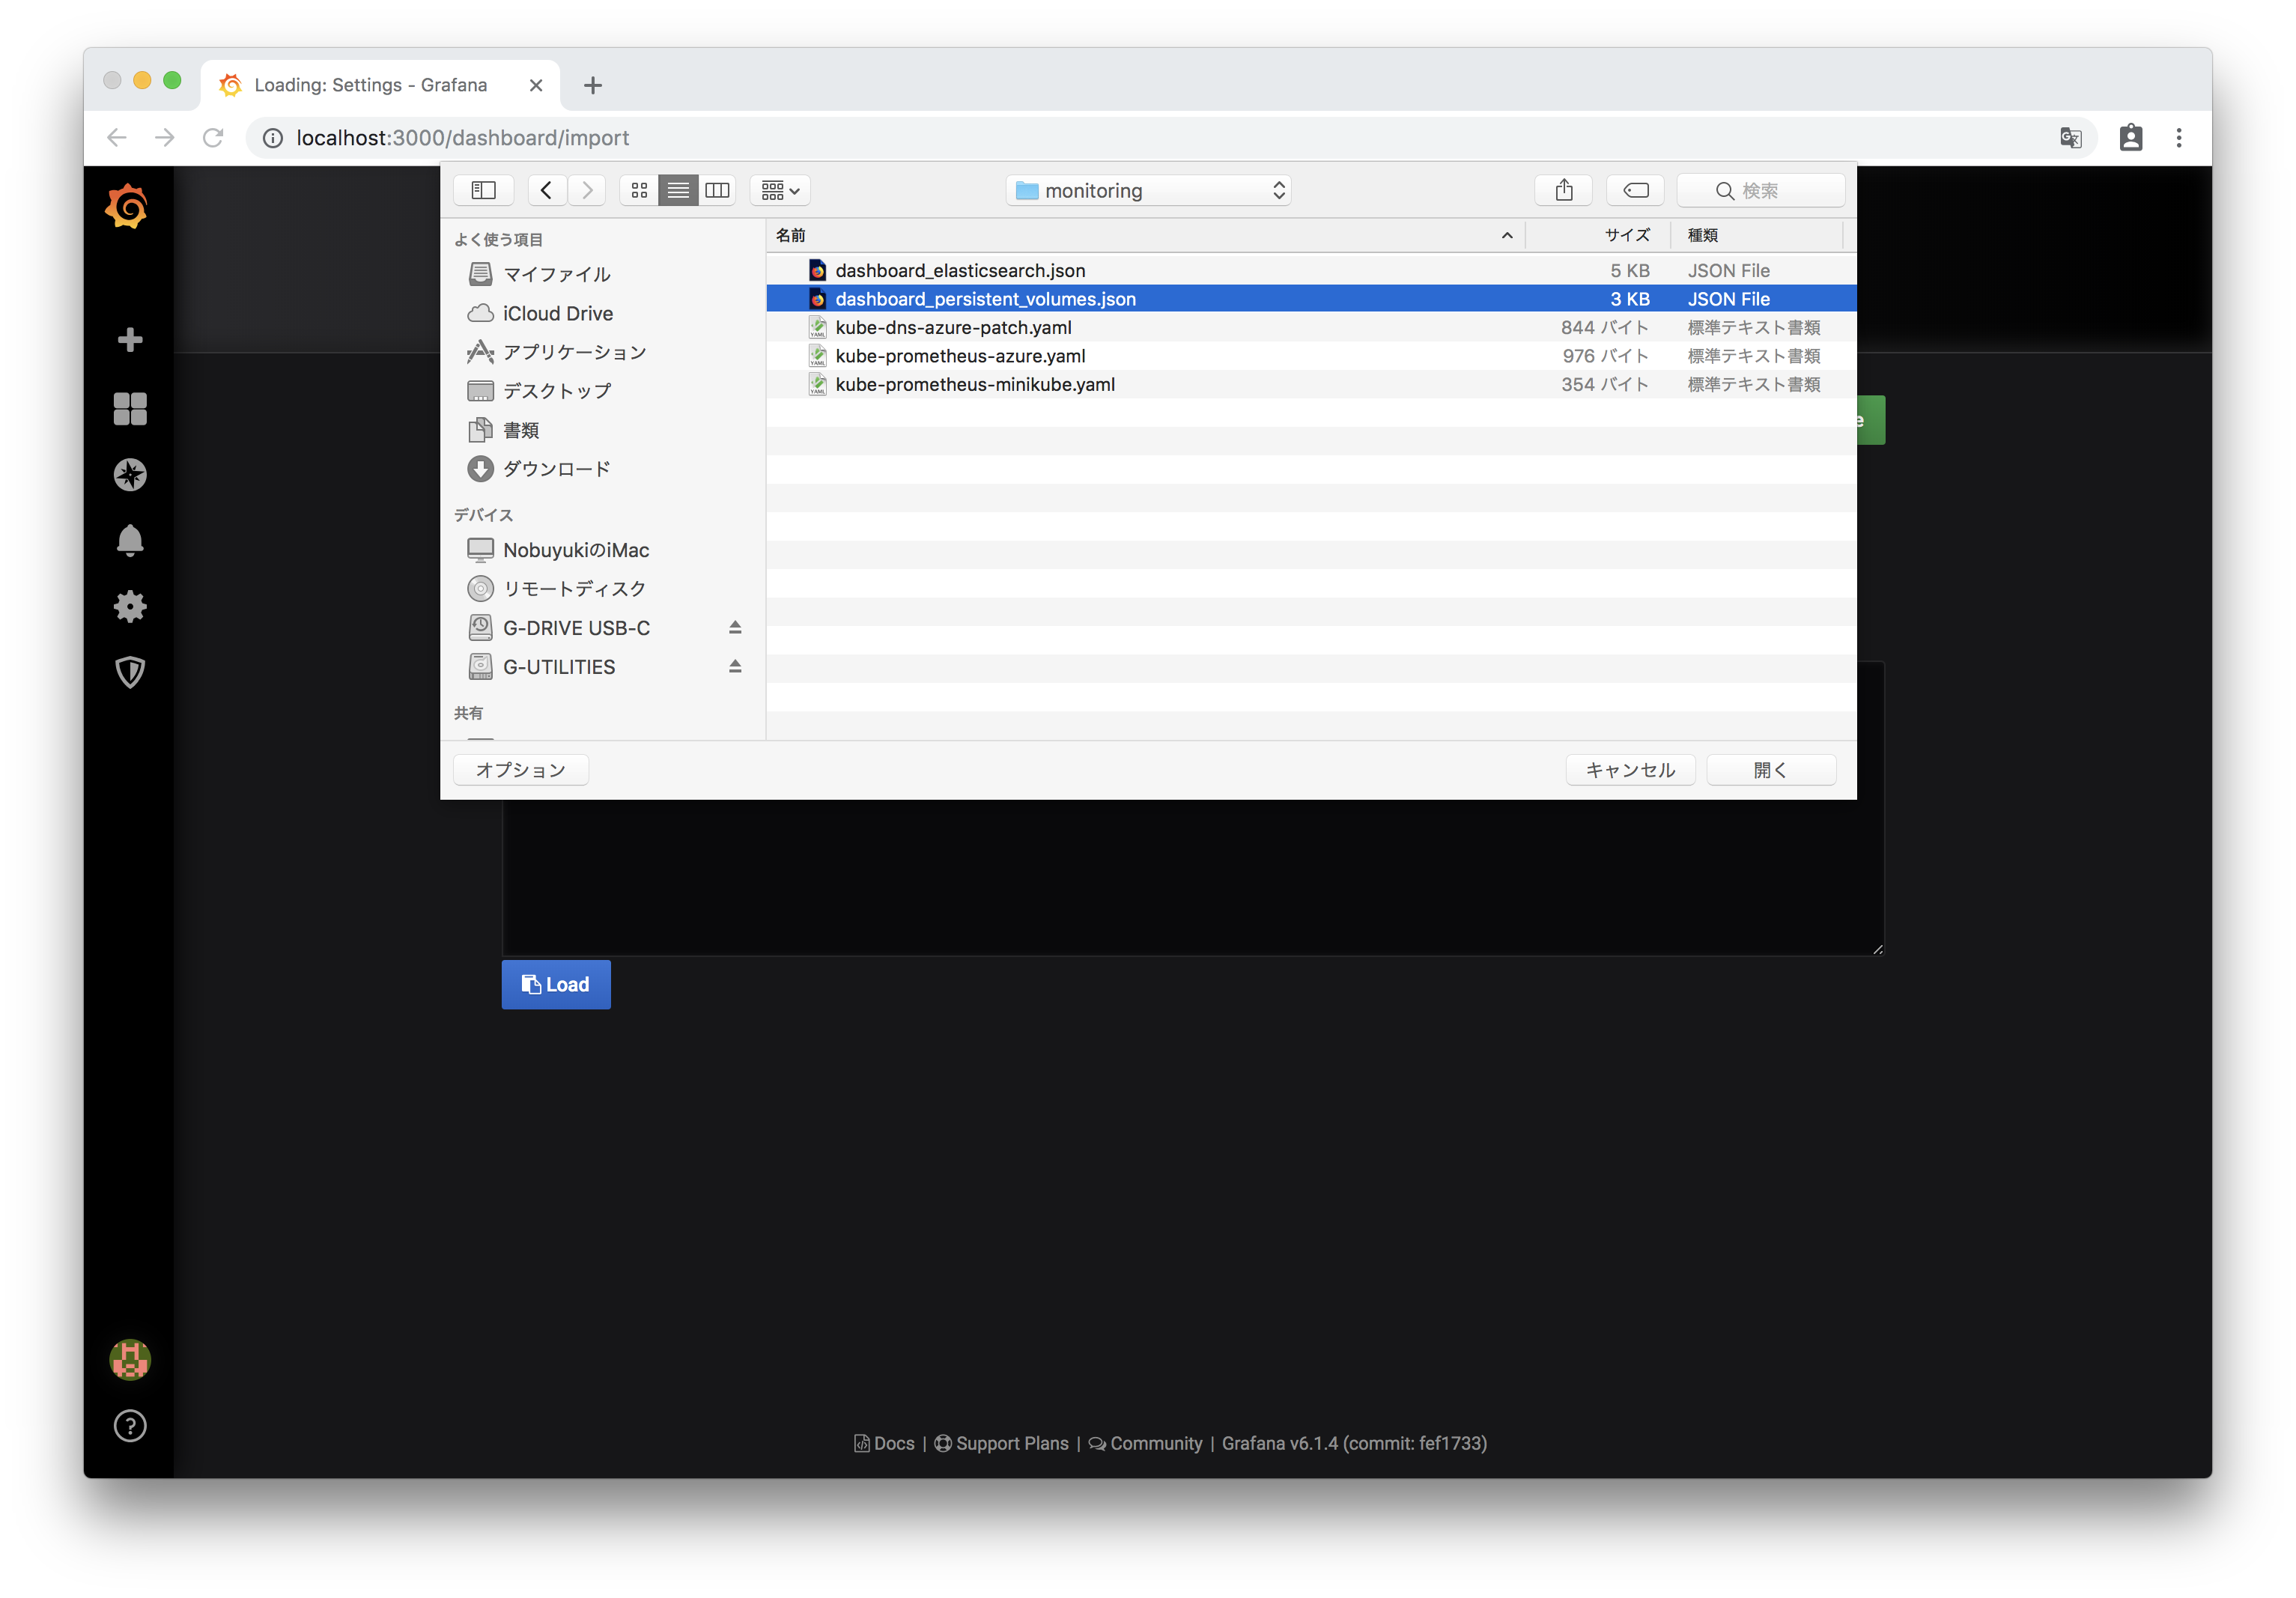 Loading: Settings - Grafana
localhost:3000/dashboard/import
monitoring
検索
よく使う項目
マイファイル
iCloud Drive
アプリケーション
デスクトップ
書類
ダウンロード
デバイス
NobuyukiのiMac
リモートディスク
G-DRIVE USB-C
G-UTILITIES
共有
名前 サイズ 種類
dashboard_elasticsearch.json 5 KB JSON File
dashboard_persistent_volumes.json 3 KB JSON File
kube-dns-azure-patch.yaml 844 バイト 標準テキスト書類
kube-prometheus-azure.yaml 976 バイト 標準テキスト書類
kube-prometheus-minikube.yaml 354 バイト 標準テキスト書類
e
オプション キャンセル 開く
Load
Docs | Support Plans | Community | Grafana v6.1.4 (commit: fef1733)